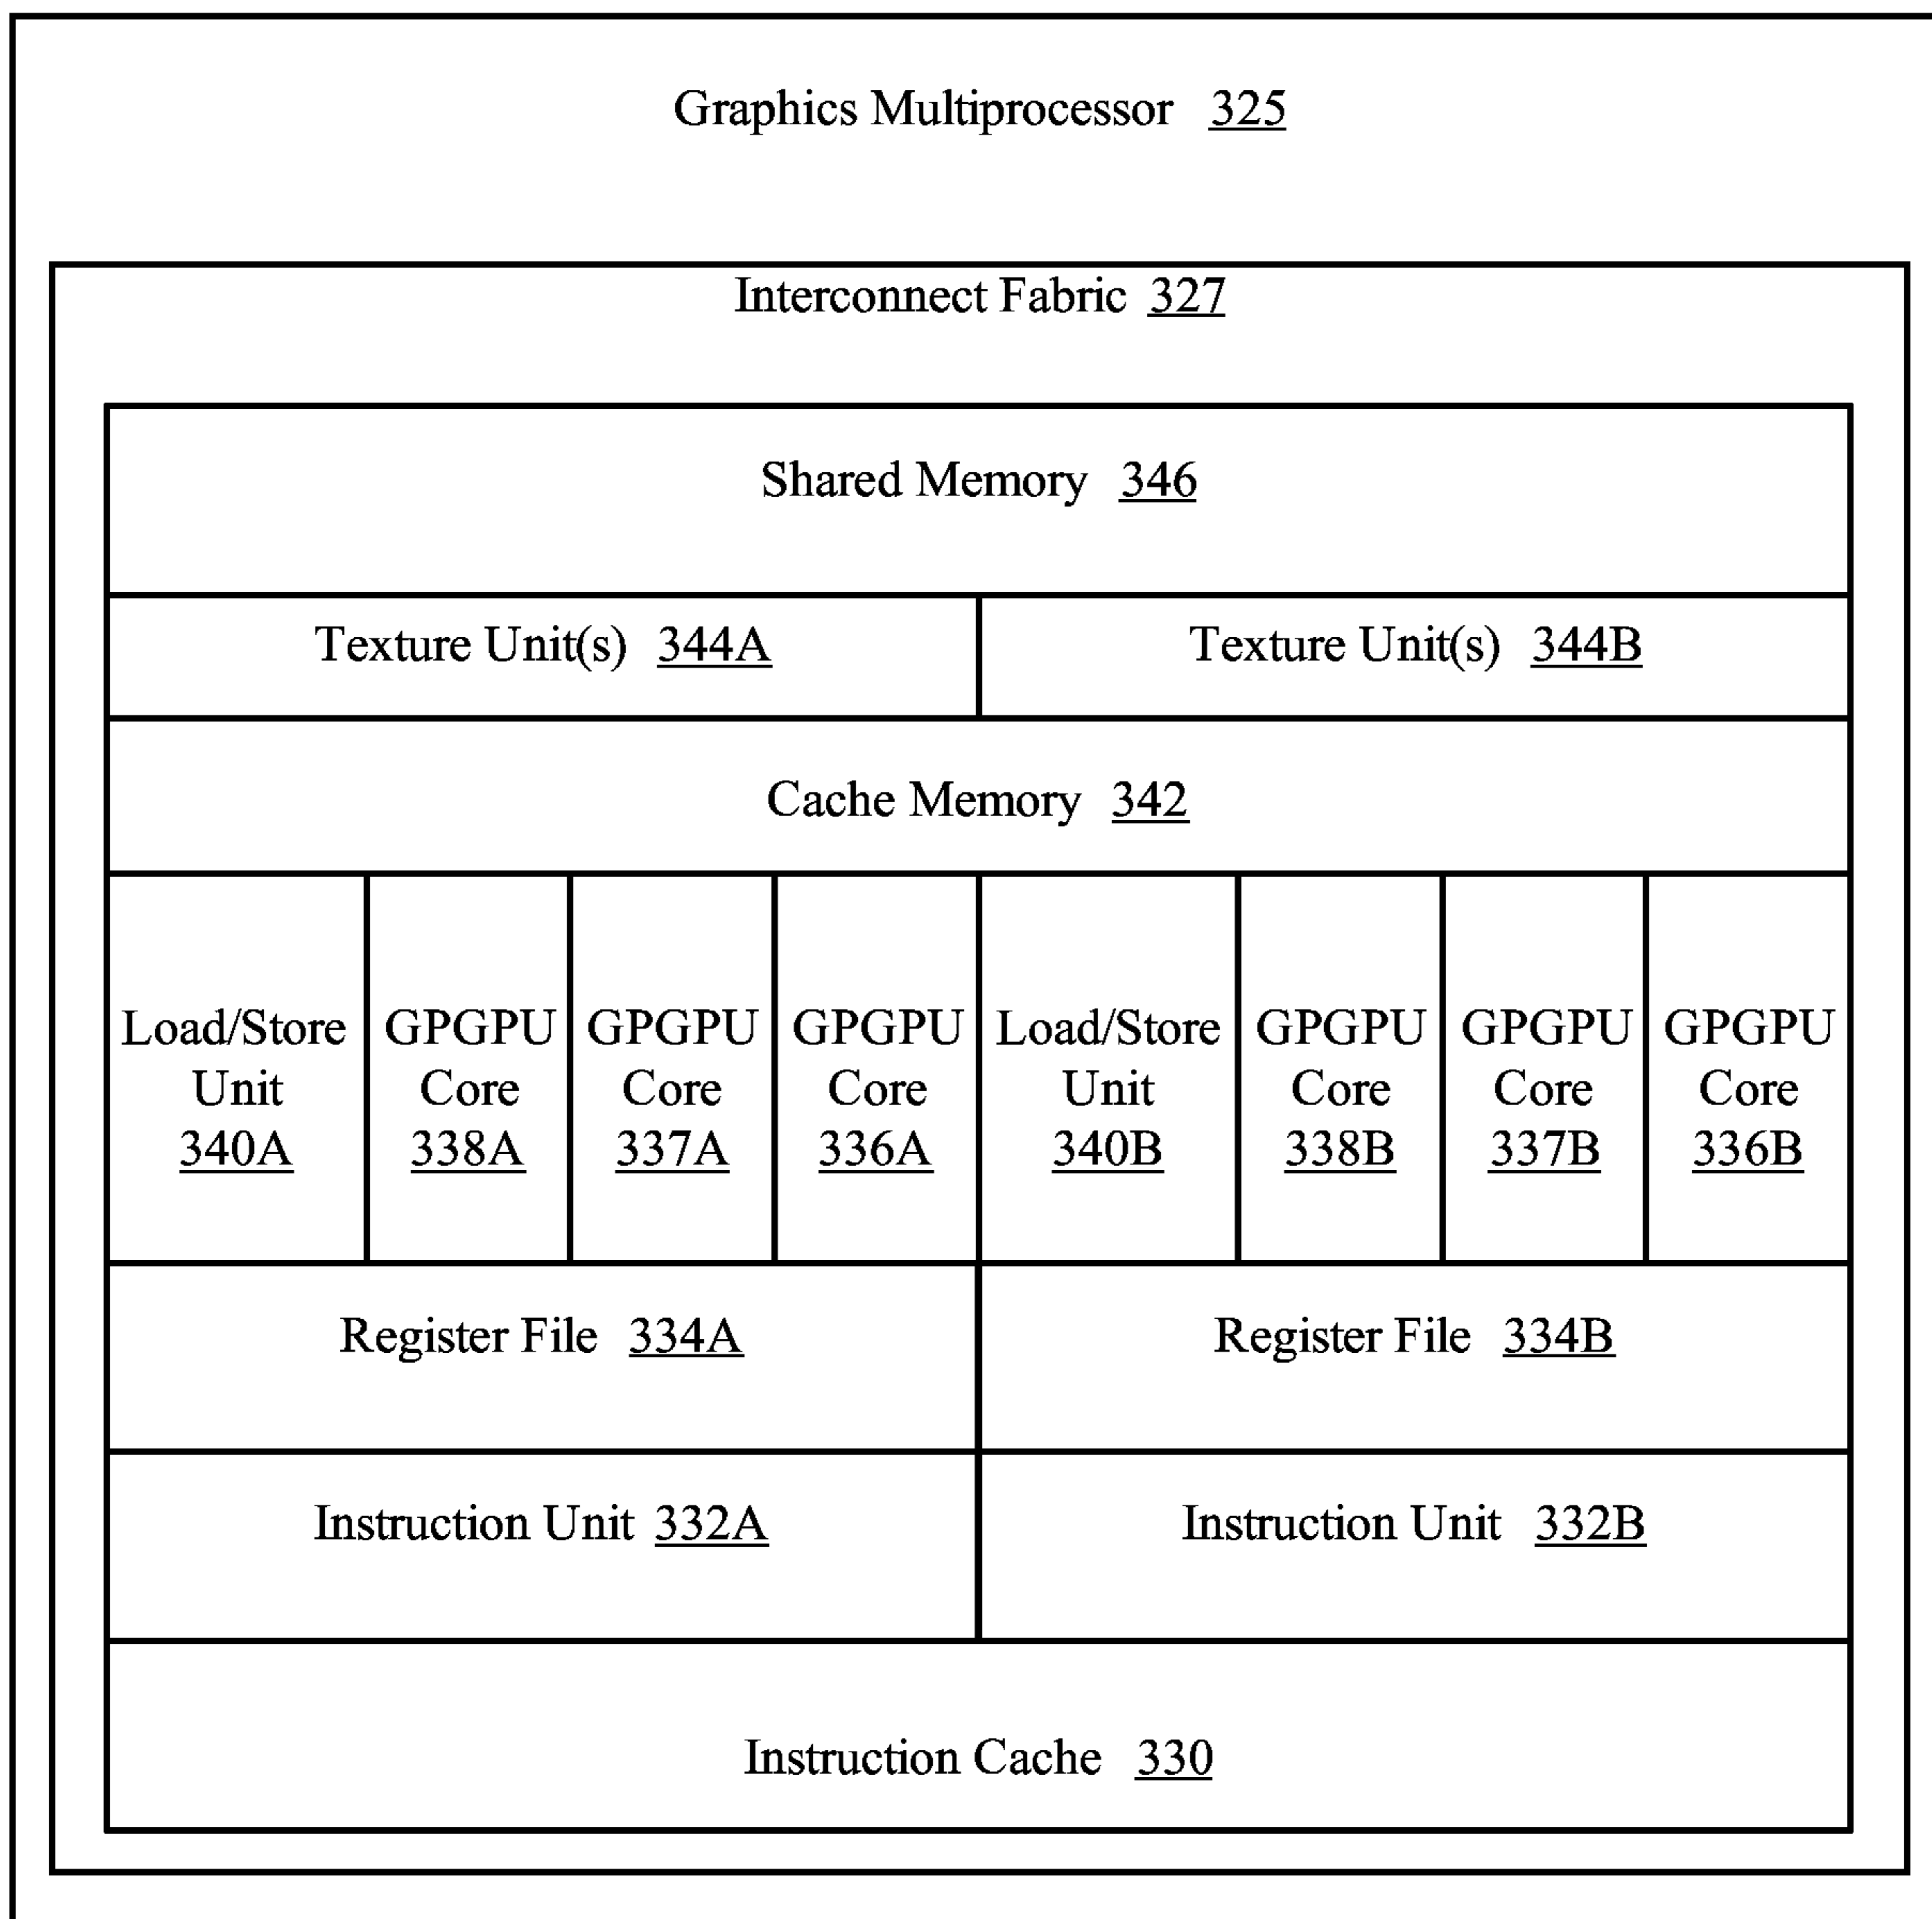 Graphics Multiprocessor 325
Interconnect Fabric 327
Shared Memory 346
Texture Unit(s) 344A
Texture Unit(s) 344B
Cache Memory 342
Load/Store
Unit
340A
GPGPU
Core
338A
GPGPU
Core
337A
GPGPU
Core
336A
Load/Store
Unit
340B
GPGPU
Core
338B
GPGPU
Core
337B
GPGPU
Core
336B
Register File 334A
Register File 334B
Instruction Unit 332A
Instruction Unit 332B
Instruction Cache 330